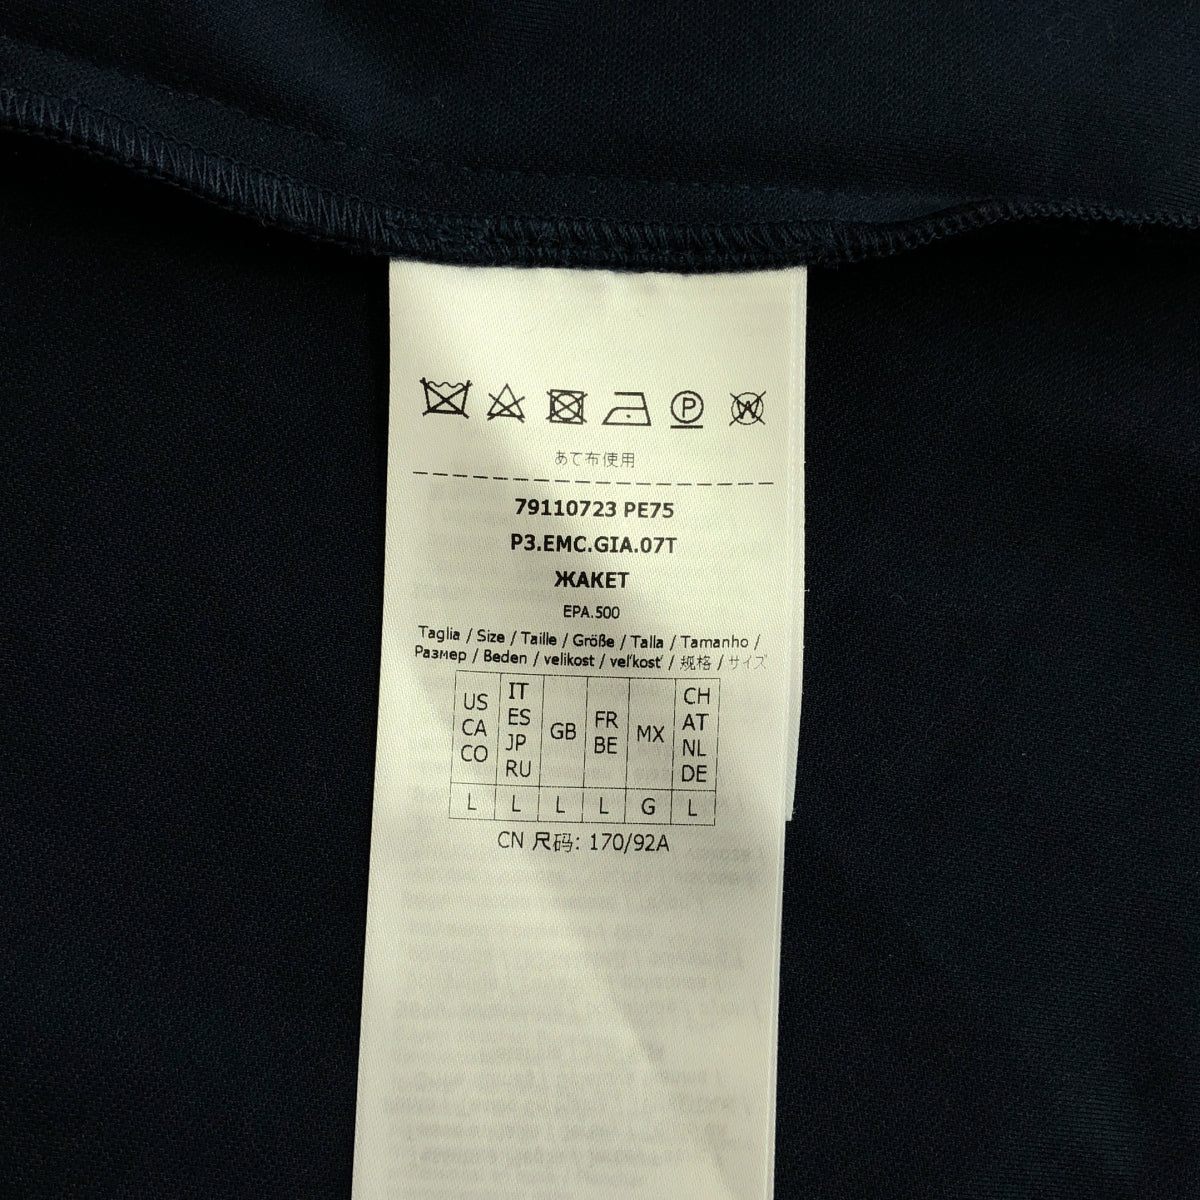 P W
あて布使用
79110723 PE75
P3.EMC.GIA.07T
ЖАКЕТ
EPA.500
Taglia / Size / Taille / Größe / Talla / Tamanho /
Размер / Beden / velikost / veľkosť / 规格 / サイズ
US CA CO IT ES JP RU GB FR BE MX CH AT NL DE
L L L L G L
CN 尺码: 170/92A